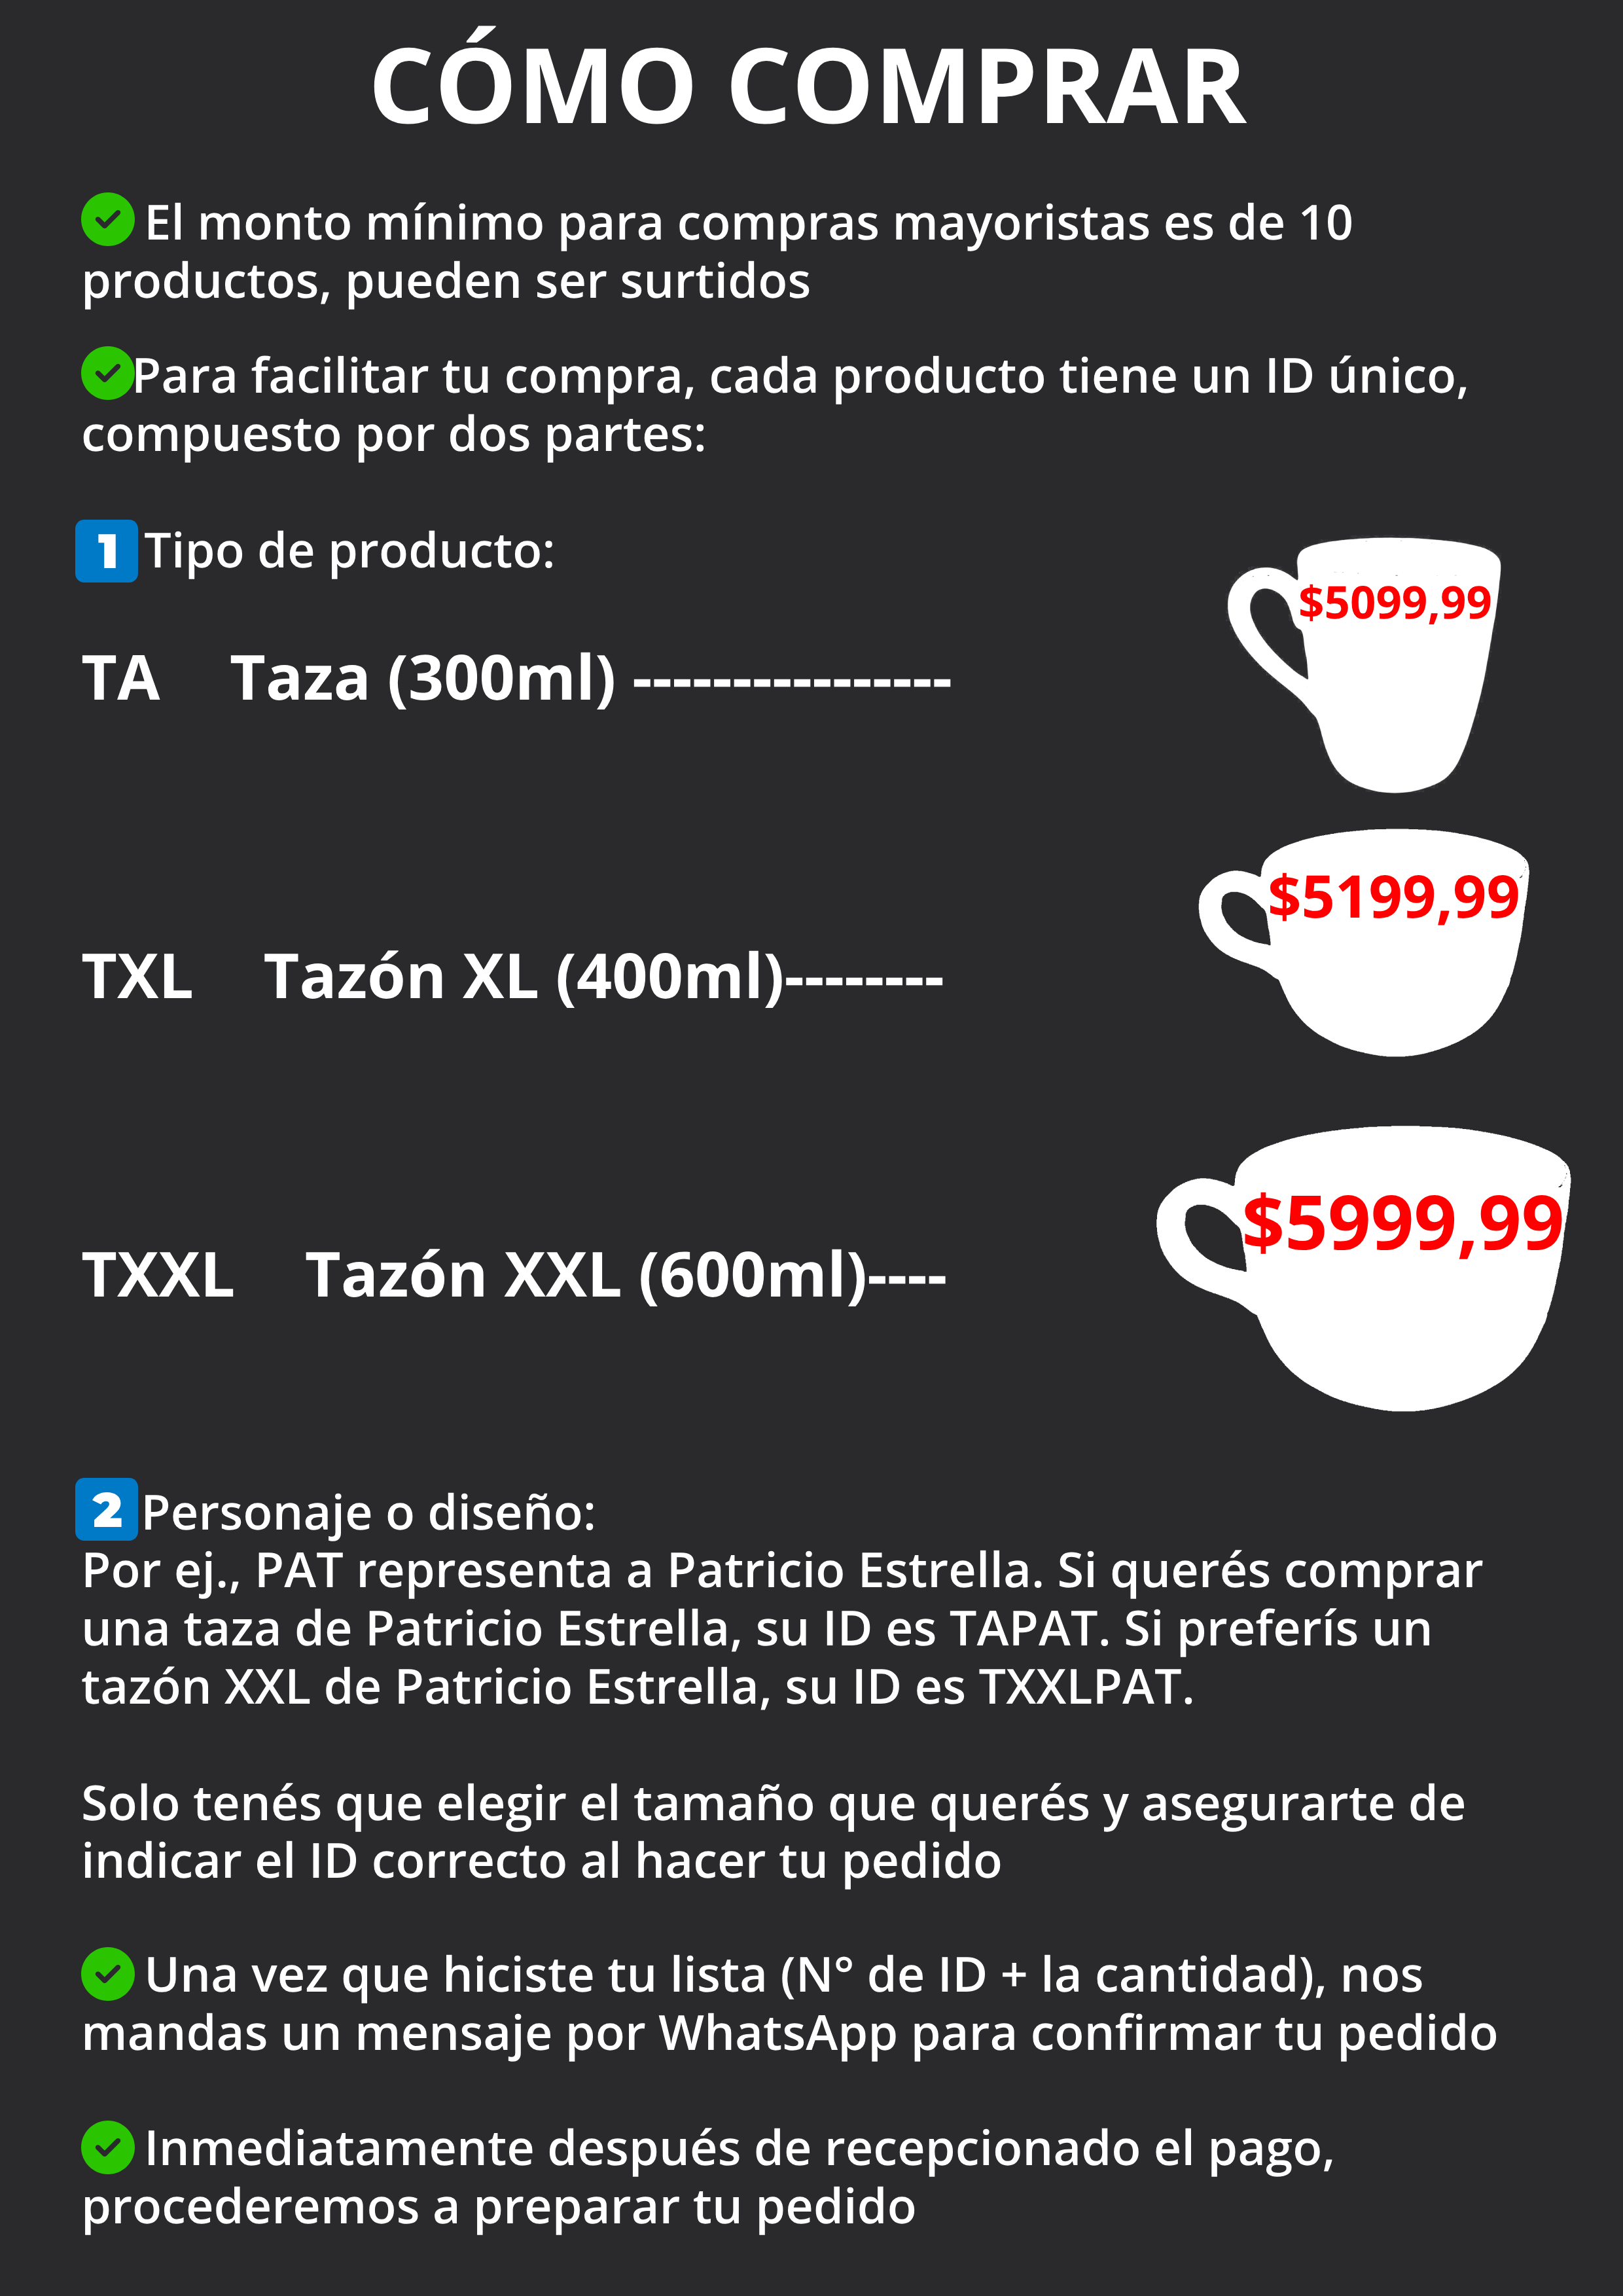 CÓMO COMPRAR
El monto mínimo para compras mayoristas es de 10
productos, pueden ser surtidos
Para facilitar tu compra, cada producto tiene un ID único,
compuesto por dos partes:
1 Tipo de producto:
$5099,99
TA Taza (300ml) ----------------
$5199,99
TXL Tazón XL (400ml)--------
$5999,99
TXXL Tazón XXL (600ml)----
2 Personaje o diseño:
Por ej., PAT representa a Patricio Estrella. Si querés comprar
una taza de Patricio Estrella, su ID es TAPAT. Si preferís un
tazón XXL de Patricio Estrella, su ID es TXXLPAT.
Solo tenés que elegir el tamaño que querés y asegurarte de
indicar el ID correcto al hacer tu pedido
Una vez que hiciste tu lista (N° de ID + la cantidad), nos
mandas un mensaje por WhatsApp para confirmar tu pedido
Inmediatamente después de recepcionado el pago,
procederemos a preparar tu pedido